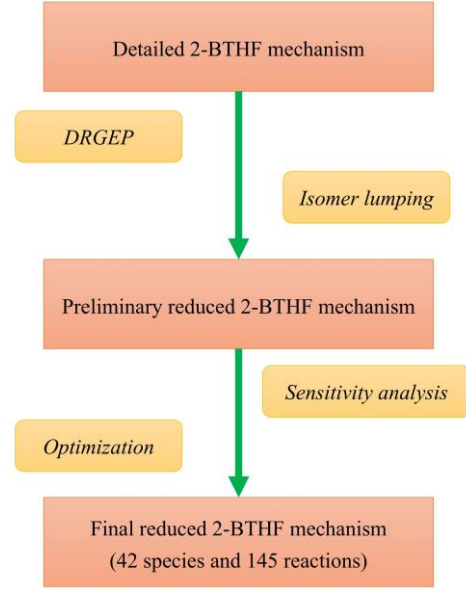 Detailed 2-BTHF mechanism
DRGEP
Isomer lumping
Preliminary reduced 2-BTHF mechanism
Sensitivity analysis
Optimization
Final reduced 2-BTHF mechanism
(42 species and 145 reactions)